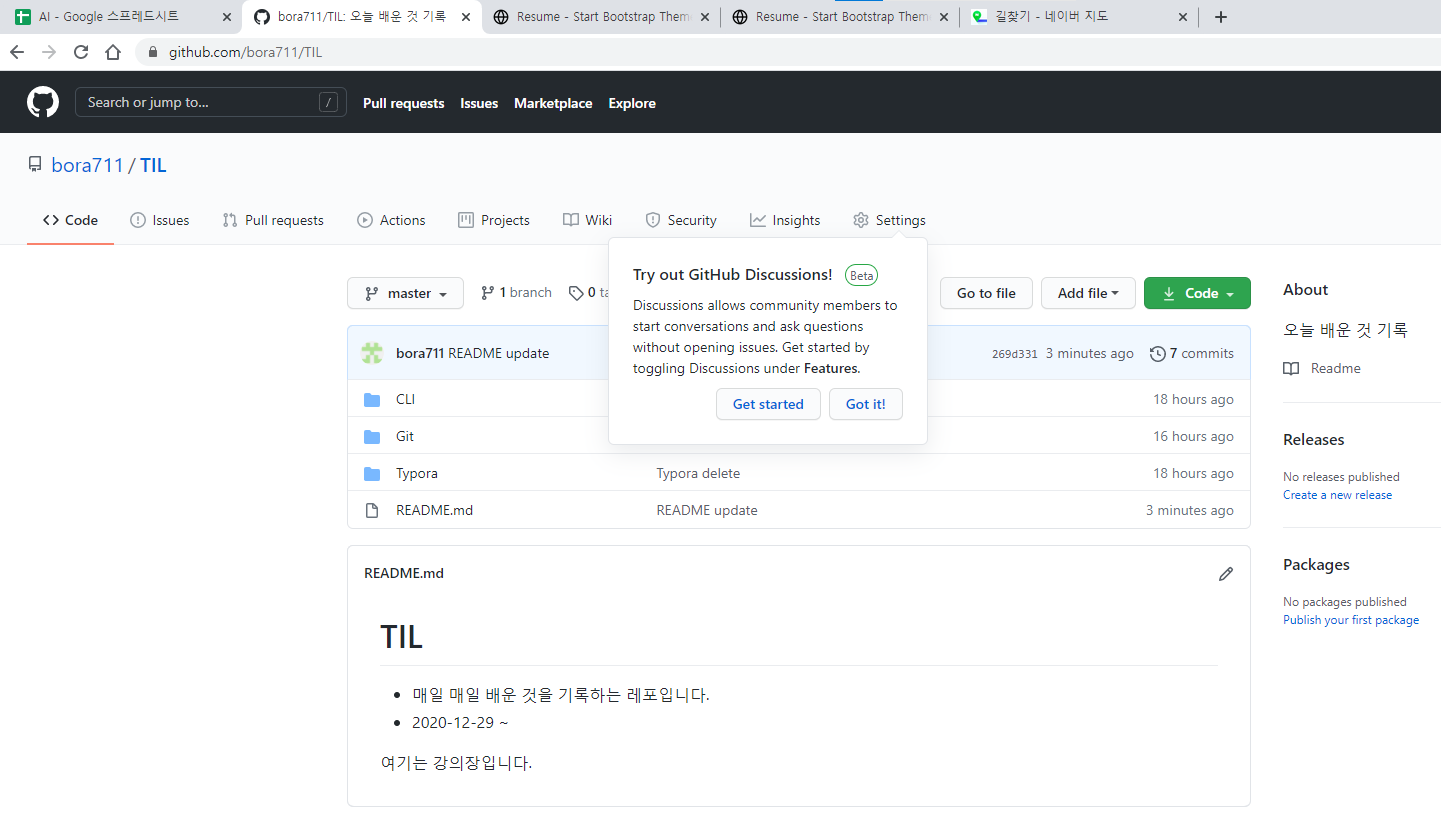 AI - Google 스프레드시트
bora711/TIL: 오늘 배운 것 기록
Resume - Start Bootstrap Them
Resume - Start Bootstrap Them
길찾기 - 네이버 지도
github.com/bora711/TIL
Search or jump to... /
Pull requests Issues Marketplace Explore
bora711 / TIL
Code Issues Pull requests Actions Projects Wiki Security Insights Settings
master 1 branch 0 ta
Go to file Add file Code
Try out GitHub Discussions! Beta
Discussions allows community members to
start conversations and ask questions
without opening issues. Get started by
toggling Discussions under Features.
Get started Got it!
bora711 README update 269d331 3 minutes ago 7 commits
CLI 18 hours ago
Git 16 hours ago
Typora Typora delete 18 hours ago
README.md README update 3 minutes ago
README.md
TIL
매일 매일 배운 것을 기록하는 레포입니다.
2020-12-29 ~
여기는 강의장입니다.
About
오늘 배운 것 기록
Readme
Releases
No releases published
Create a new release
Packages
No packages published
Publish your first package